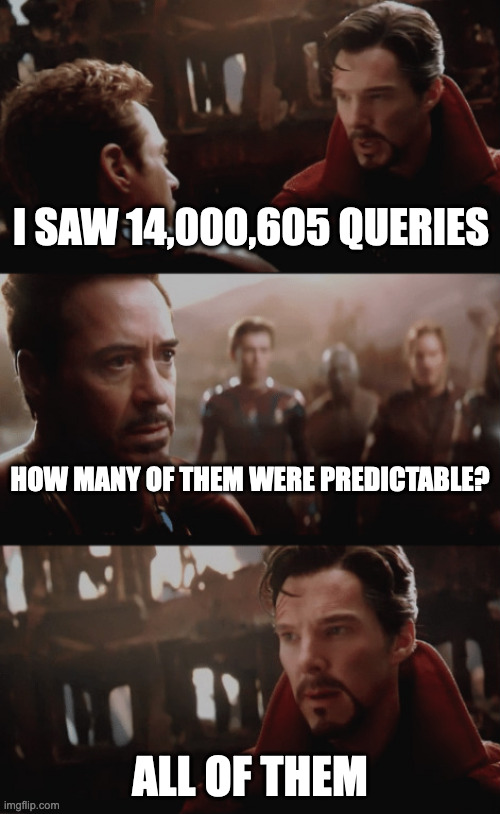 I SAW 14,000,605 QUERIES
HOW MANY OF THEM WERE PREDICTABLE?
ALL OF THEM
imgflip.com